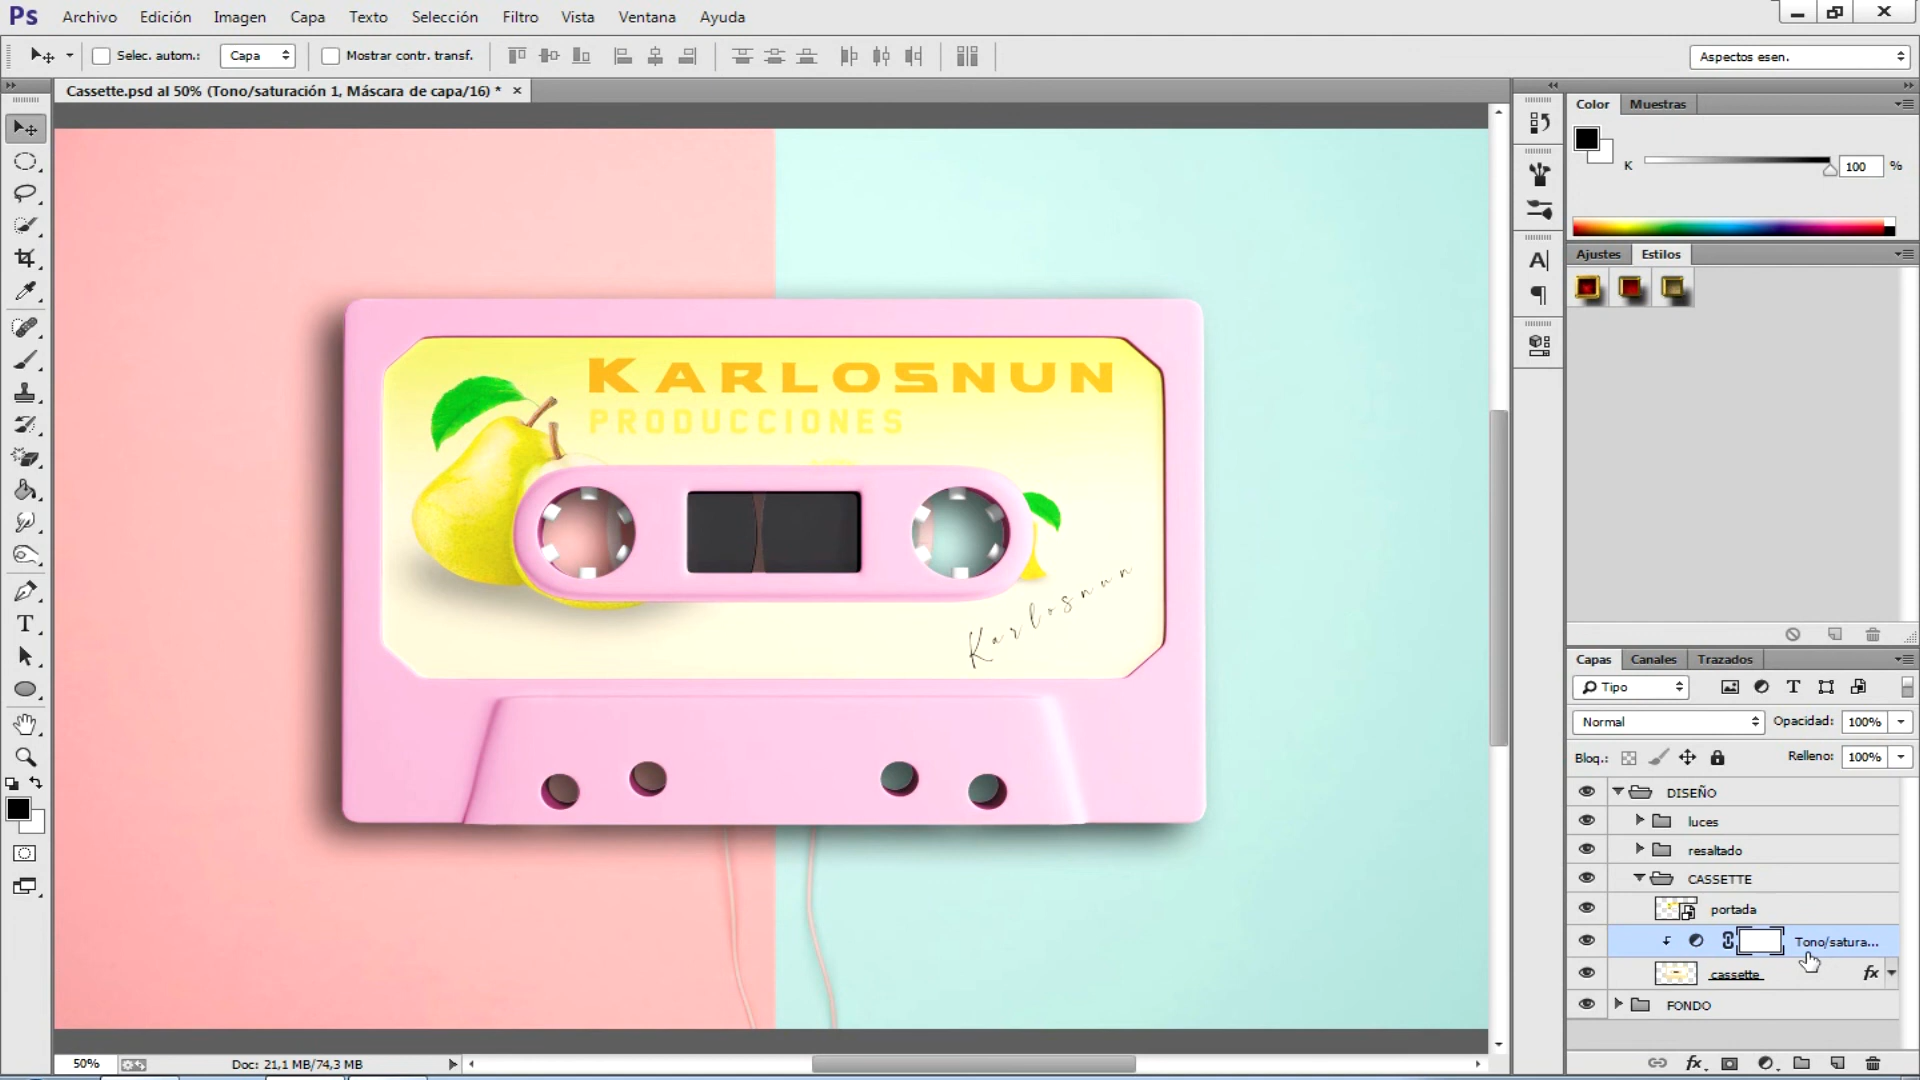 Ps Archivo Edición Imagen Capa Texto Selección Filtro Vista Ventana Ayuda
Selec. autom.: Capa Mostrar contr. transf. Aspectos esen.
Cassette.psd al 50% (Tono/saturación 1, Máscara de capa/16) * ×
Color Muestras
K 100 %
Ajustes Estilos
KARLOSNUN
PRODUCCIONES
Karlosnun
Capas Canales Trazados
Tipo
Normal Opacidad: 100%
Bloq.: Relleno: 100%
DISEÑO
luces
resaltado
CASSETTE
portada
Tono/satura...
cassette fx
FONDO
50% Doc: 21,1 MB/74,3 MB